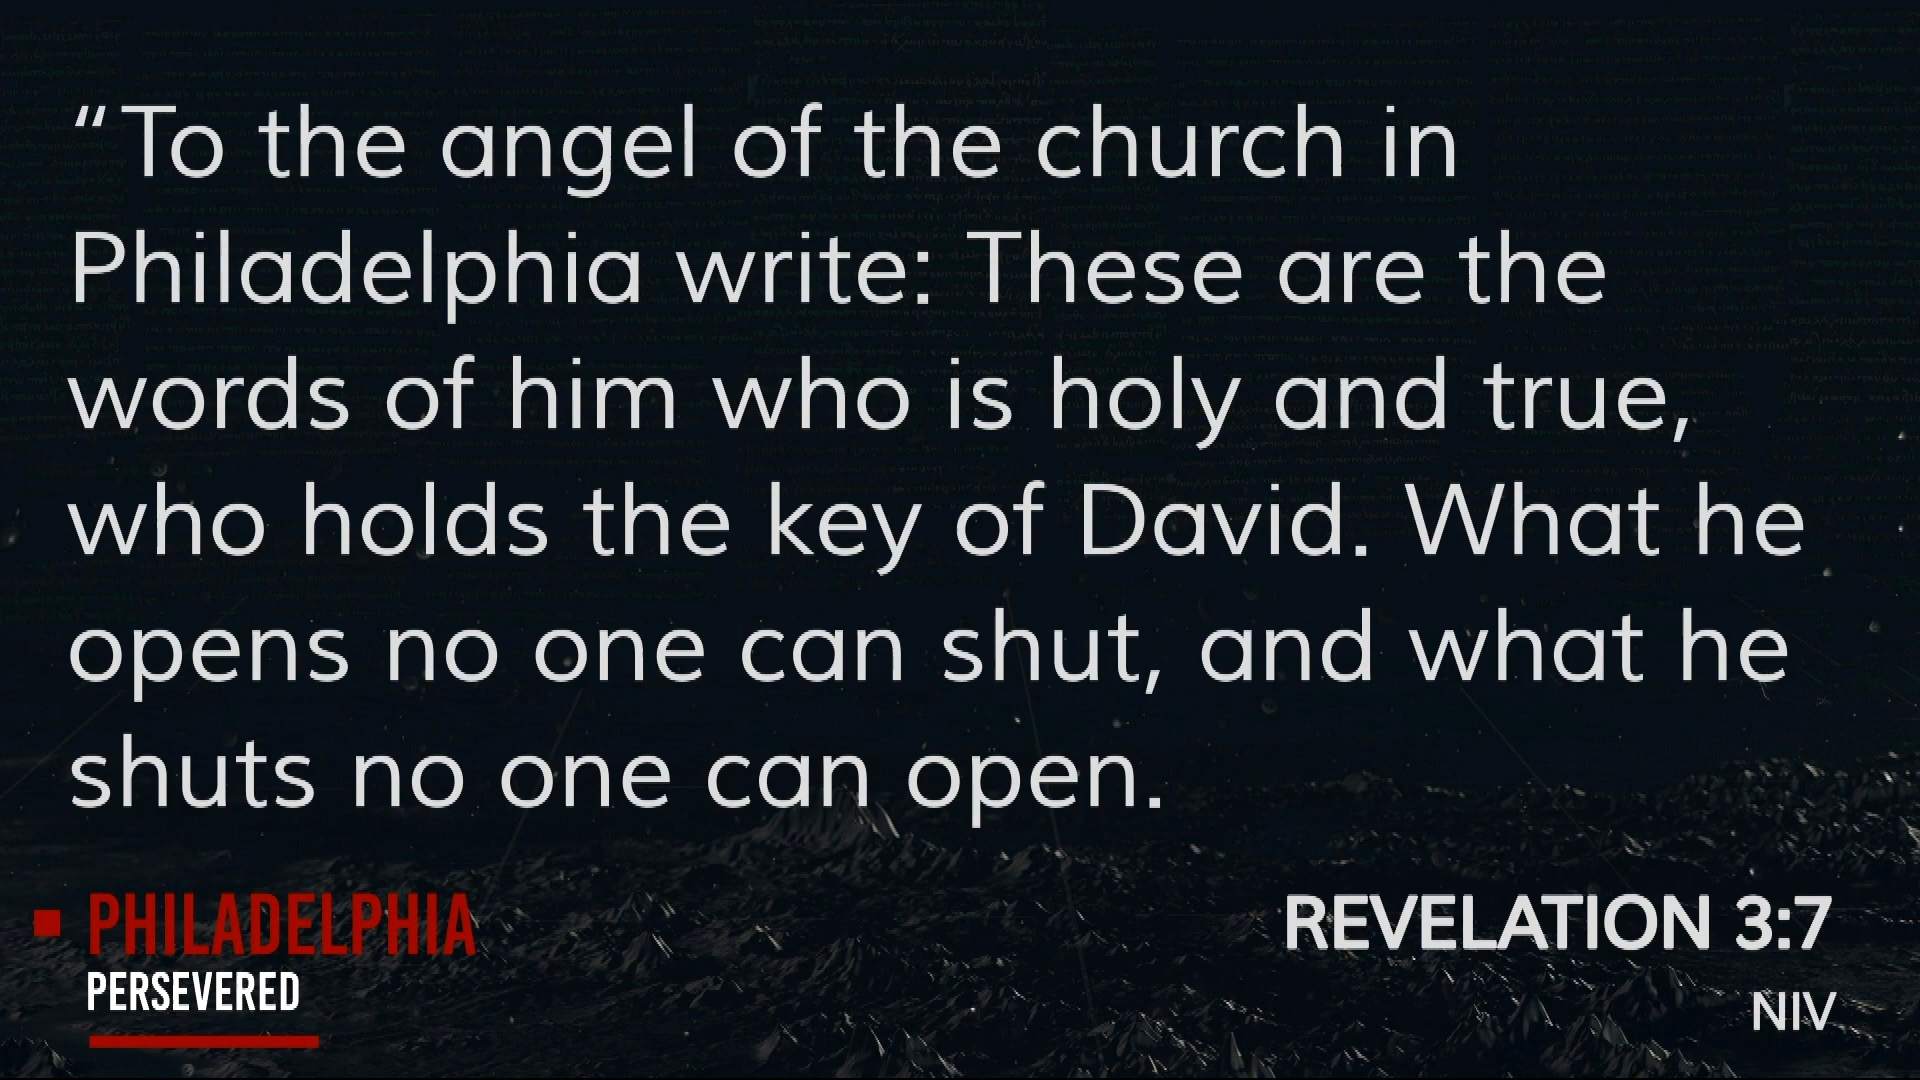 “To the angel of the church in
Philadelphia write: These are the
words of him who is holy and true,
who holds the key of David. What he
opens no one can shut, and what he
shuts no one can open.
PHILADELPHIA
PERSEVERED
REVELATION 3:7
NIV